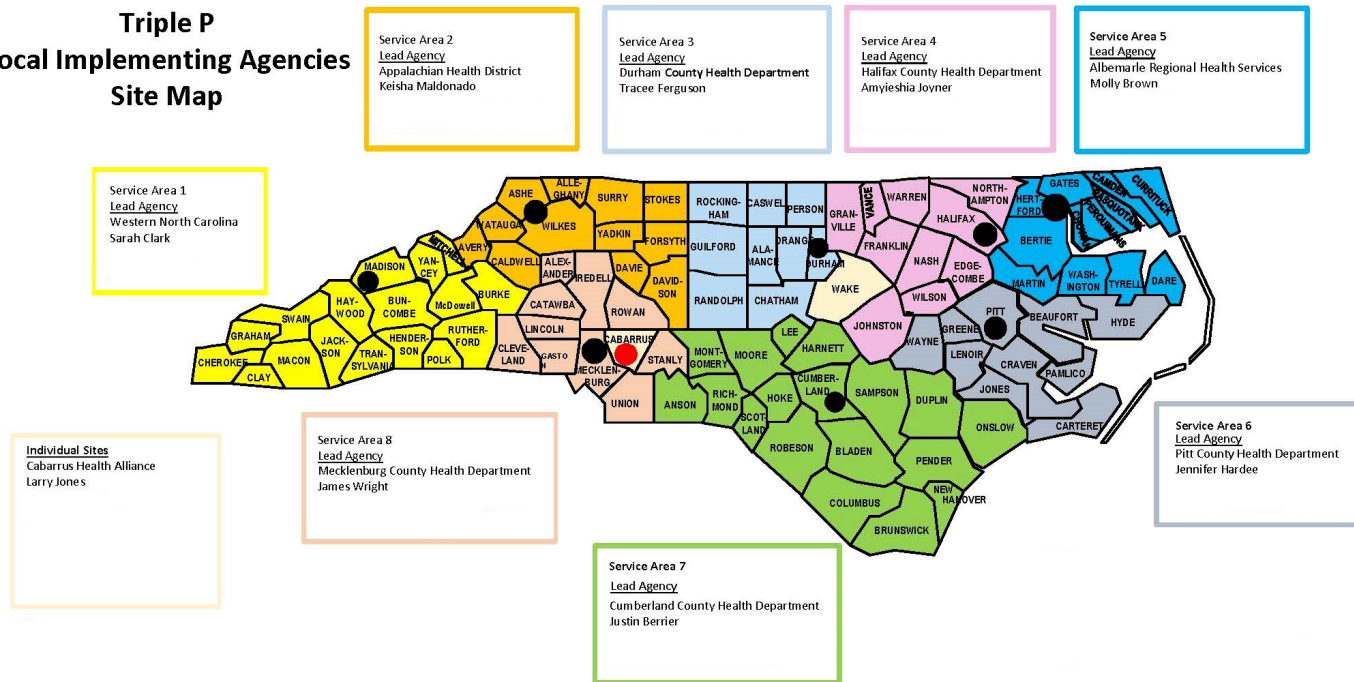 Triple P
ocal Implementing Agencies
Site Map
Service Area 2
Lead Agency
Appalachian Health District
Keisha Maldonado
Service Area 3
Lead Agency
Durham County Health Department
Tracee Ferguson
Service Area 4
Lead Agency
Halifax County Health Department
Amyieshia Joyner
Service Area 5
Lead Agency
Albemarle Regional Health Services
Molly Brown
Service Area 1
Lead Agency
Western North Carolina
Sarah Clark
ASHE
ALLE-
GHANY
SURRY
STOKES
WATAUGA
WILKES
YADKIN
FORSYTH
AVERY
CALDWELL
ALEX-
ANDER
IREDELL
DAVIE
DAVID-
SON
ROCKING-
HAM
CASWEL
PERSON
GUILFORD
ALA-
MANCE
ORANGE
DURHAM
RANDOLPH
CHATHAM
GRAN-
VILLE
VANCE
WARREN
NORTH-
AMPTON
HALIFAX
FRANKLIN
NASH
EDGE-
COMBE
WILSON
JOHNSTON
WAKE
HERT-
FORD
GATES
CAMDEN
CURRITUCK
PASQUOTANK
PERQUIMANS
CHOWAN
BERTIE
MARTIN
WASH-
INGTON
TYRELL
DARE
MITCHELL
MADISON
YAN-
CEY
McDowell
BURKE
HAY-
WOOD
BUN-
COMBE
SWAIN
GRAHAM
CHEROKEE
CLAY
MACON
JACK-
SON
TRAN-
SYLVANI
HENDER-
SON
POLK
RUTHER-
FORD
CATAWBA
ROWAN
LINCOLN
CLEVE-
LAND
GASTO
N
CABARRUS
MECKLEN-
BURG
STANLY
UNION
ANSON
MONT-
GOMERY
MOORE
LEE
HARNETT
RICH-
MOND
SCOT-
LAND
HOKE
CUMBER-
LAND
SAMPSON
DUPLIN
ONSLOW
ROBESON
BLADEN
PENDER
COLUMBUS
NEW
HANOVER
BRUNSWICK
WAYNE
GREENE
PITT
BEAUFORT
HYDE
LENOIR
CRAVEN
PAMLICO
JONES
CARTERET
Individual Sites
Cabarrus Health Alliance
Larry Jones
Service Area 8
Lead Agency
Mecklenburg County Health Department
James Wright
Service Area 6
Lead Agency
Pitt County Health Department
Jennifer Hardee
Service Area 7
Lead Agency
Cumberland County Health Department
Justin Berrier